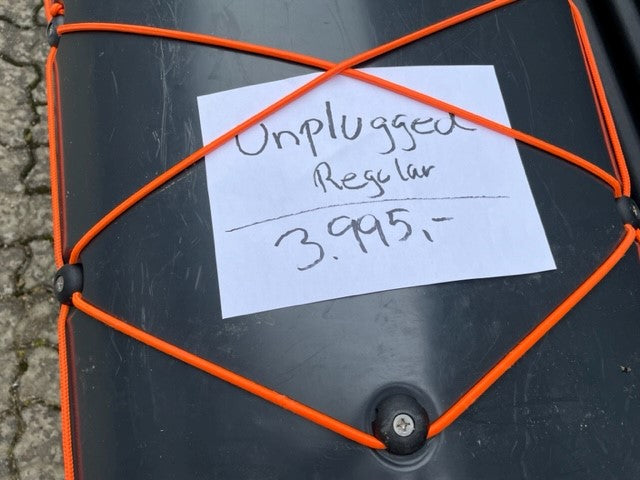 Unplugged
Regular
3.995,-